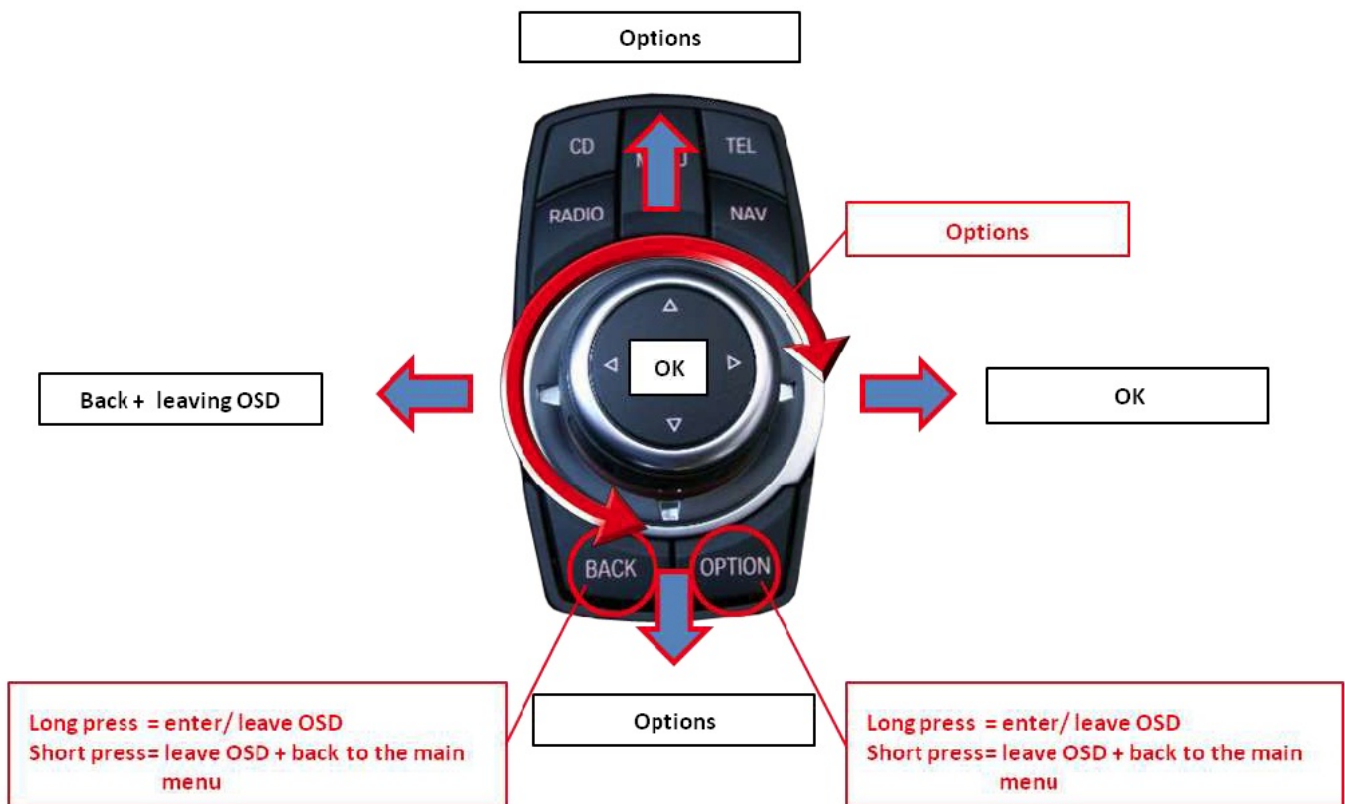 Options
CD
TEL
RADIO
NAV
Options
OK
Back + leaving OSD
OK
BACK
OPTION
Long press = enter/ leave OSD
Short press= leave OSD + back to the main
menu
Options
Long press = enter/ leave OSD
Short press= leave OSD + back to the main
menu